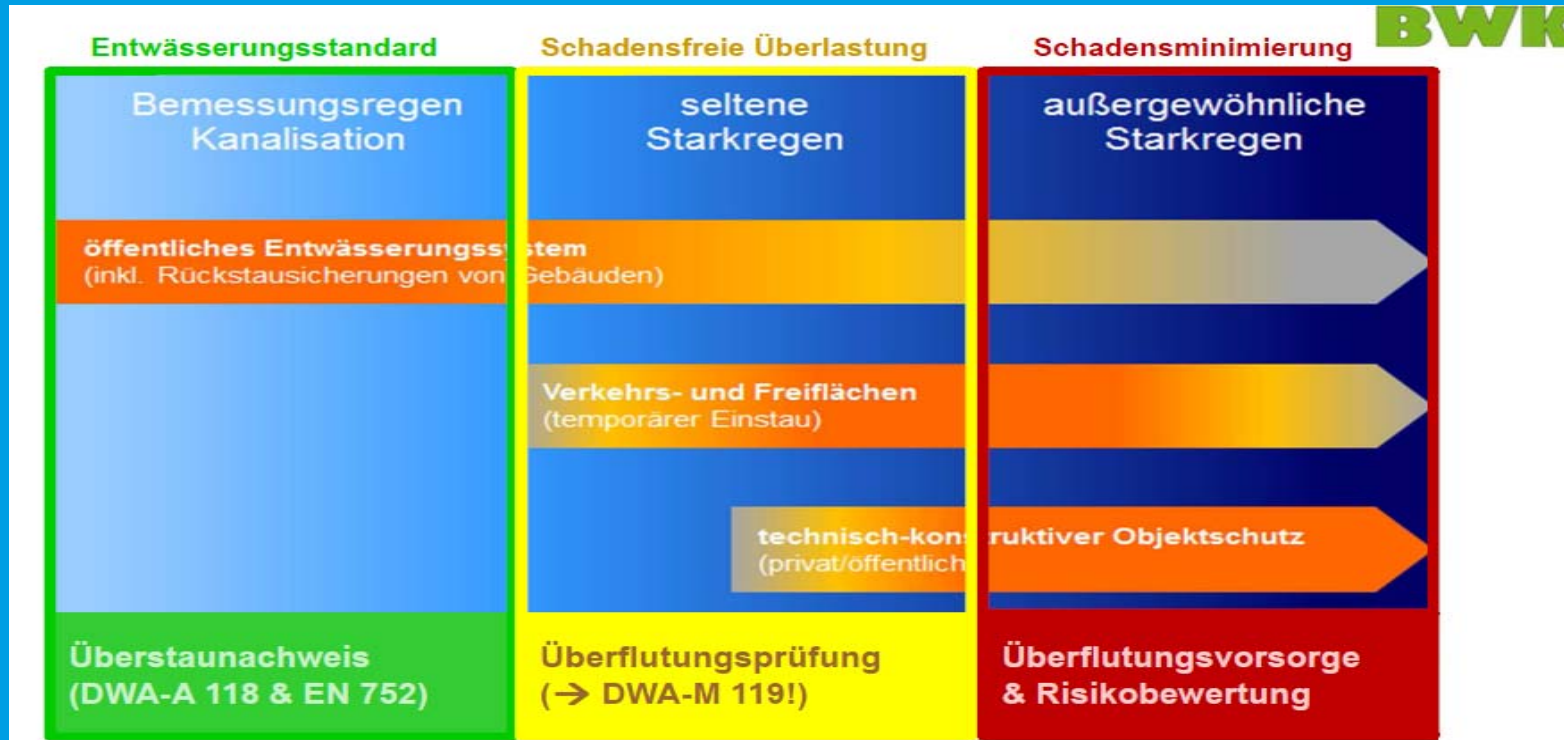 BWK
Entwässerungsstandard
Schadensfreie Überlastung
Schadensminimierung
Bemessungsregen
Kanalisation
seltene
Starkregen
außergewöhnliche
Starkregen
öffentliches Entwässerungssystem
(inkl. Rückstausicherungen von Gebäuden)
Verkehrs- und Freiflächen
(temporärer Einstau)
technisch-konstruktiver Objektschutz
(privat/öffentlich
Überstaunachweis
(DWA-A 118 & EN 752)
Überflutungsprüfung
(→ DWA-M 119!)
Überflutungsvorsorge
& Risikobewertung